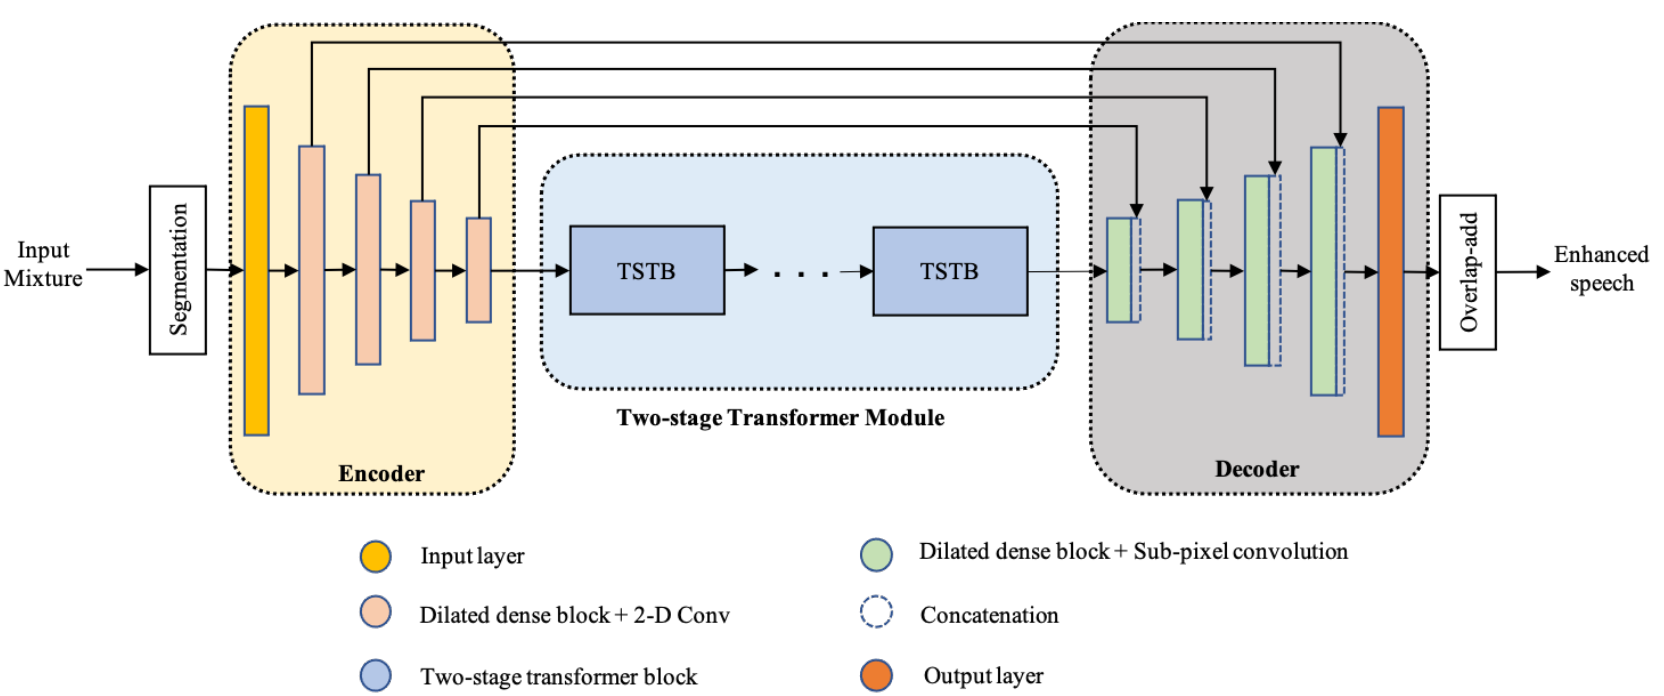 Input
Mixture
Segmentation
TSTB
. . .
TSTB
Overlap-add
Enhanced
speech
Two-stage Transformer Module
Encoder
Decoder
Input layer
Dilated dense block + 2-D Conv
Two-stage transformer block
Dilated dense block + Sub-pixel convolution
Concatenation
Output layer